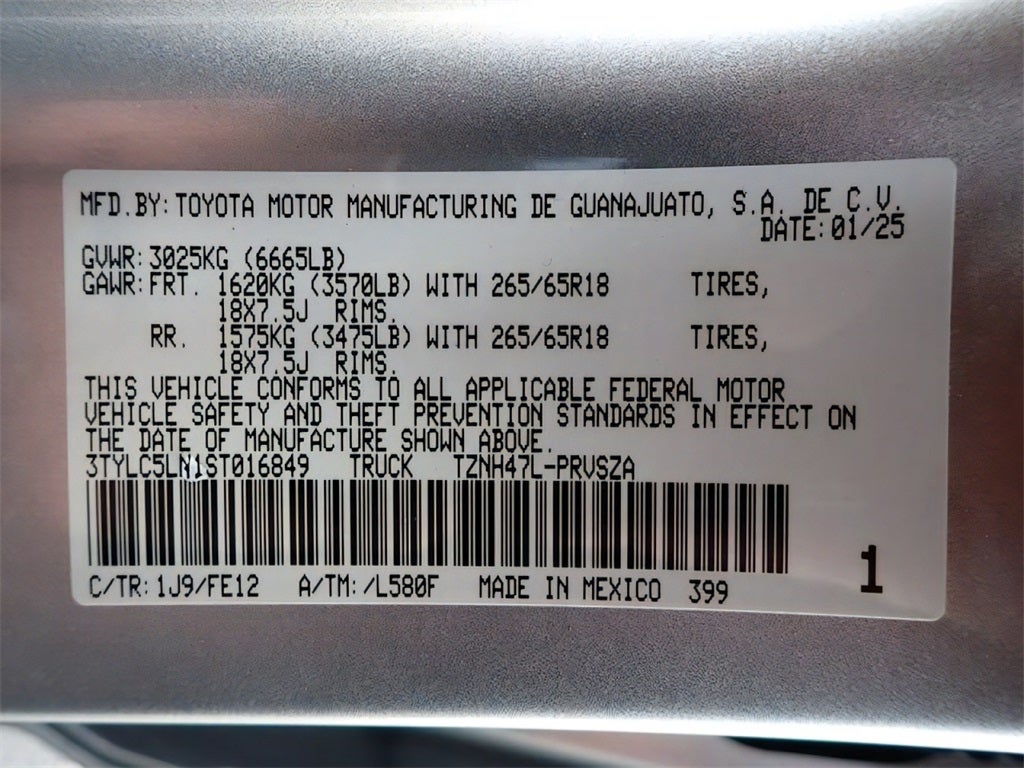 MFD.BY:TOYOTA MOTOR MANUFACTURING DE GUANAJUATO, S.A. DE C.V.
DATE:01/25
GVWR:3025KG (6665LB)
GAWR:FRT. 1620KG (3570LB) WITH 265/65R18 TIRES,
18X7.5J RIMS.
RR. 1575KG (3475LB) WITH 265/65R18 TIRES,
18X7.5J RIMS.
THIS VEHICLE CONFORMS TO ALL APPLICABLE FEDERAL MOTOR
VEHICLE SAFETY AND THEFT PREVENTION STANDARDS IN EFFECT ON
THE DATE OF MANUFACTURE SHOWN ABOVE.
3TYLC5LN1ST016849 TRUCK TZNH47L-PRVSZA
C/TR:1J9/FE12 A/TM:/L580F MADE IN MEXICO 399
1